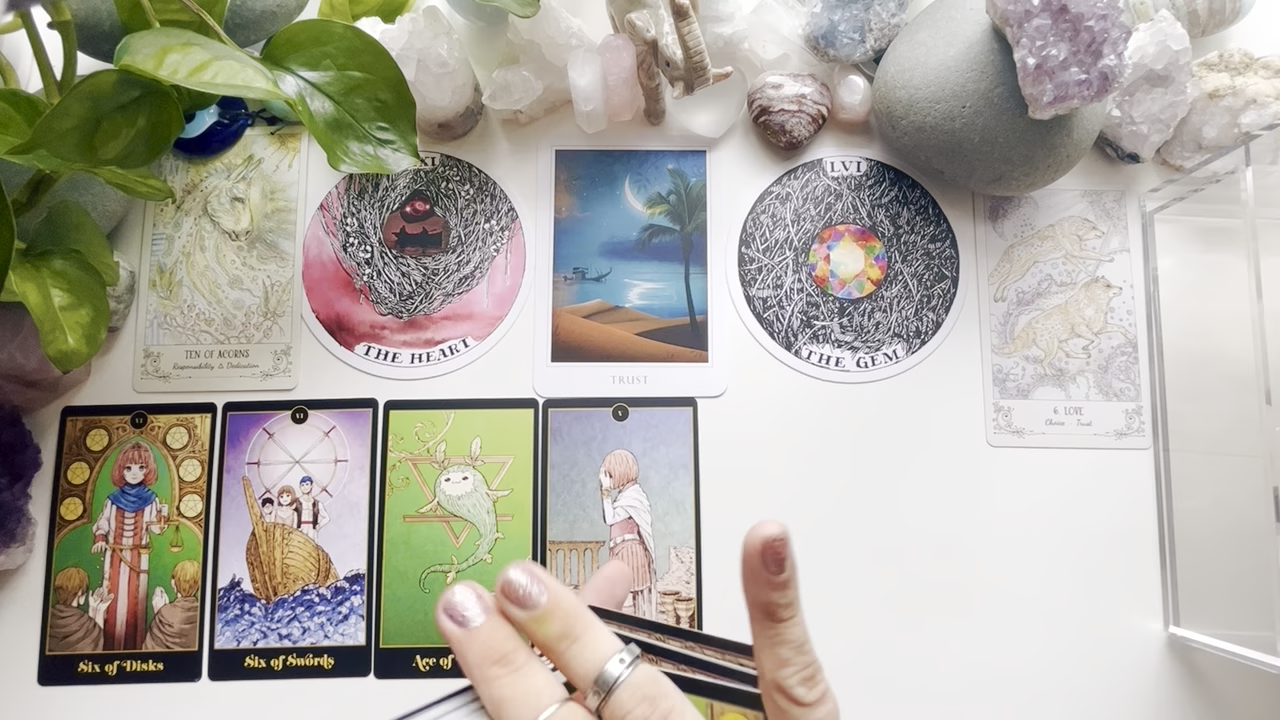 XI
THE HEART
TEN OF ACORNS
Responsibility & Dedication
TRUST
LVI
THE GEM
6. LOVE
Choice · Trust
VI
Six of Disks
VI
Six of Swords
Ace of
V